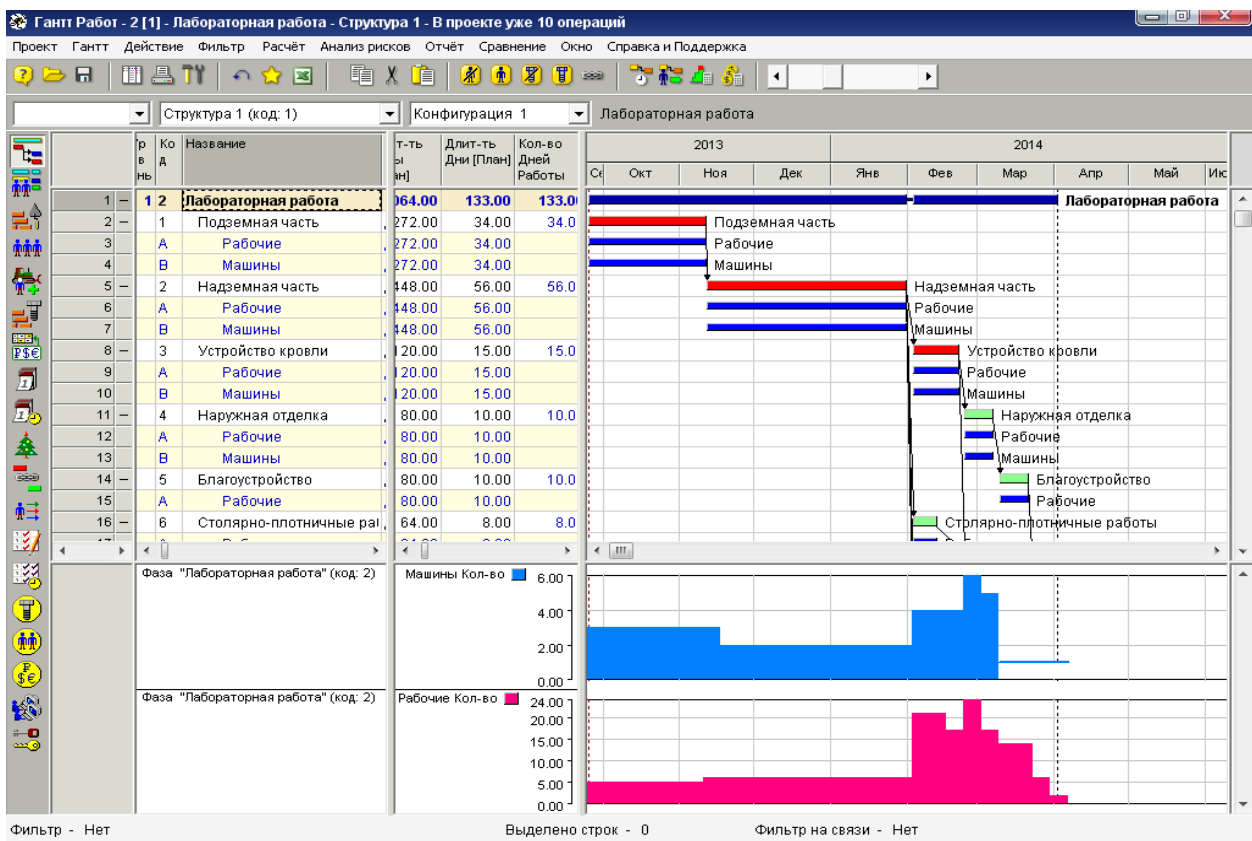 Гантт Работ - 2 [1] - Лабораторная работа - Структура 1 - В проекте уже 10 операций
Проект Гантт Действие Фильтр Расчёт Анализ рисков Отчёт Сравнение Окно Справка и Поддержка
Структура 1 (код: 1) Конфигурация 1 Лабораторная работа
Ко д Название т-ть Длит-ть Дни [План] Кол-во Дней Работы
2013 2014
Окт Ноя Дек Янв Фев Мар Апр Май
1 1 2 Лабораторная работа 064.00 133.00 133.0 Лабораторная работа
2 1 Подземная часть 272.00 34.00 34.0 Подземная часть
3 A Рабочие 272.00 34.00 Рабочие
4 B Машины 272.00 34.00 Машины
5 2 Надземная часть 448.00 56.00 56.0 Надземная часть
6 A Рабочие 448.00 56.00 Рабочие
7 B Машины 448.00 56.00 Машины
8 3 Устройство кровли 120.00 15.00 15.0 Устройство кровли
9 A Рабочие 120.00 15.00 Рабочие
10 B Машины 120.00 15.00 Машины
11 4 Наружная отделка 80.00 10.00 10.0 Наружная отделка
12 A Рабочие 80.00 10.00 Рабочие
13 B Машины 80.00 10.00 Машины
14 5 Благоустройство 80.00 10.00 10.0 Благоустройство
15 A Рабочие 80.00 10.00 Рабочие
16 6 Столярно-плотничные 64.00 8.00 8.0 Столярно-плотничные работы
Фаза "Лабораторная работа" (код: 2) Машины Кол-во 6.00
4.00
2.00
0.00
Фаза "Лабораторная работа" (код: 2) Рабочие Кол-во 24.00
20.00
15.00
10.00
5.00
0.00
Фильтр - Нет Выделено строк - 0 Фильтр на связи - Нет